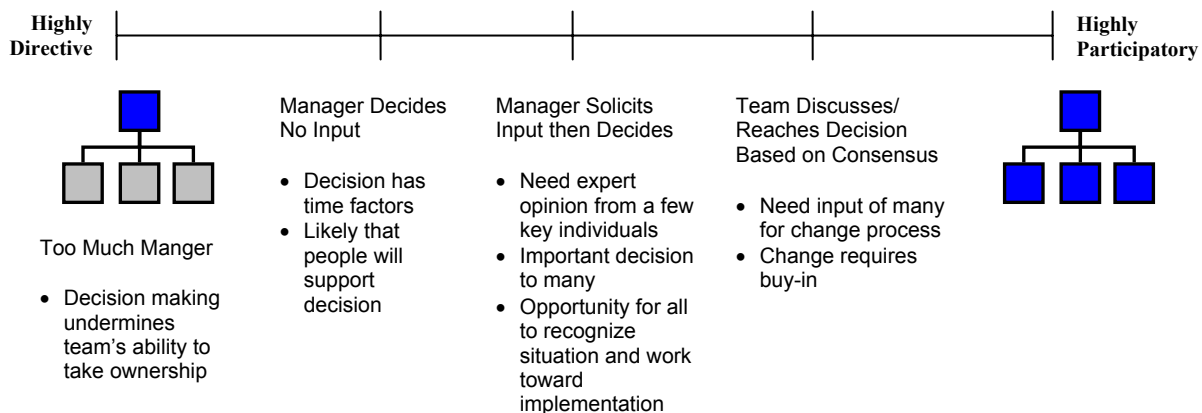 Highly
Directive
Highly
Participatory
Too Much Manger
• Decision making
undermines
team's ability to
take ownership
Manager Decides
No Input
• Decision has
time factors
• Likely that
people will
support
decision
Manager Solicits
Input then Decides
• Need expert
opinion from a few
key individuals
• Important decision
to many
• Opportunity for all
to recognize
situation and work
toward
implementation
Team Discusses/
Reaches Decision
Based on Consensus
• Need input of many
for change process
• Change requires
buy-in